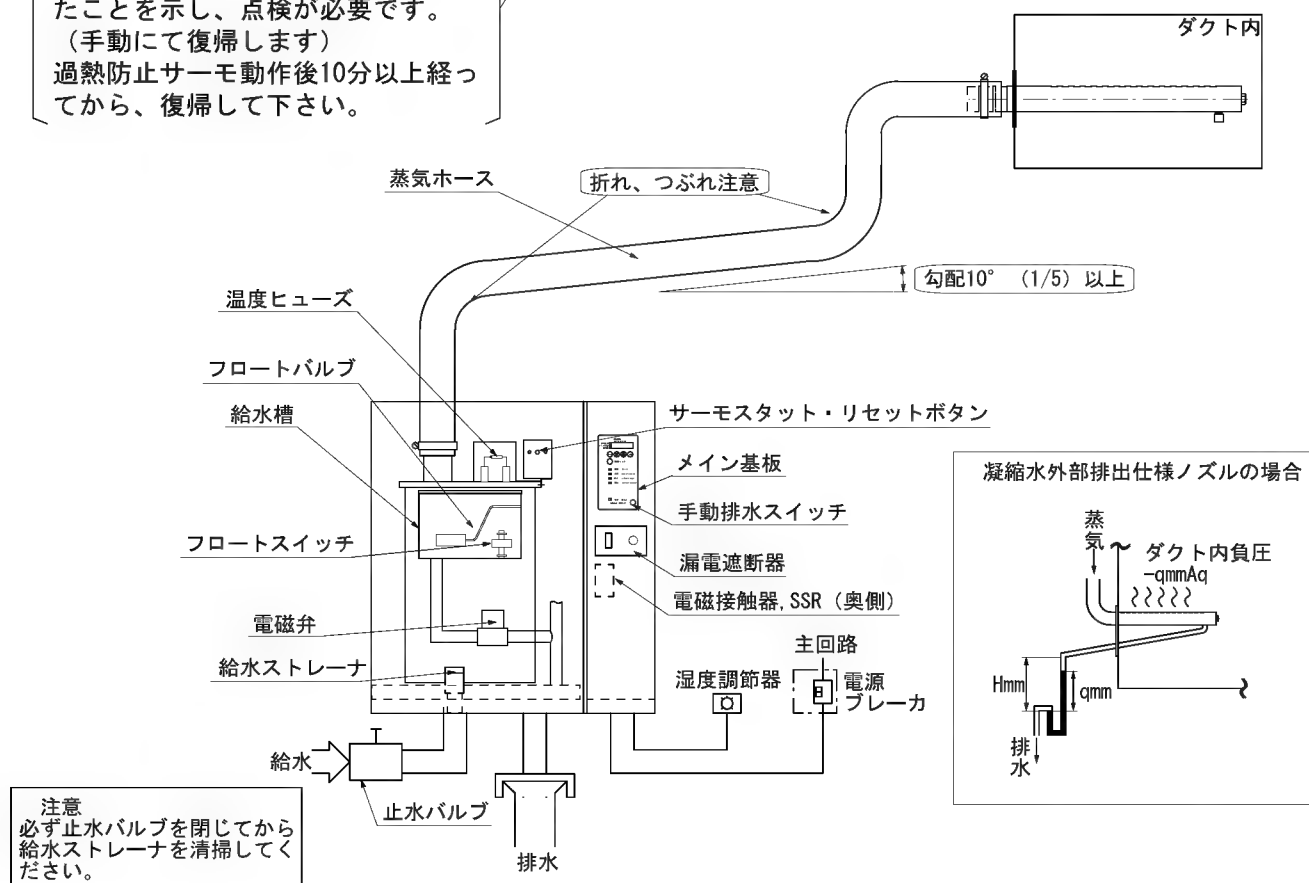 たことを示し、点検が必要です。
（手動にて復帰します）
過熱防止サーモ動作後10分以上経っ
てから、復帰して下さい。
ダクト内
蒸気ホース
折れ、つぶれ注意
勾配10° （1/5）以上
温度ヒューズ
フロートバルブ
給水槽
サーモスタット・リセットボタン
メイン基板
手動排水スイッチ
フロートスイッチ
漏電遮断器
電磁接触器,SSR（奥側）
電磁弁
給水ストレーナ
主回路
湿度調節器
電源
ブレーカ
給水
止水バルブ
排水
注意
必ず止水バルブを閉じてから
給水ストレーナを清掃してく
ださい。
凝縮水外部排出仕様ノズルの場合
蒸気
ダクト内負圧
-qmmAq
Hmm
qmm
排水